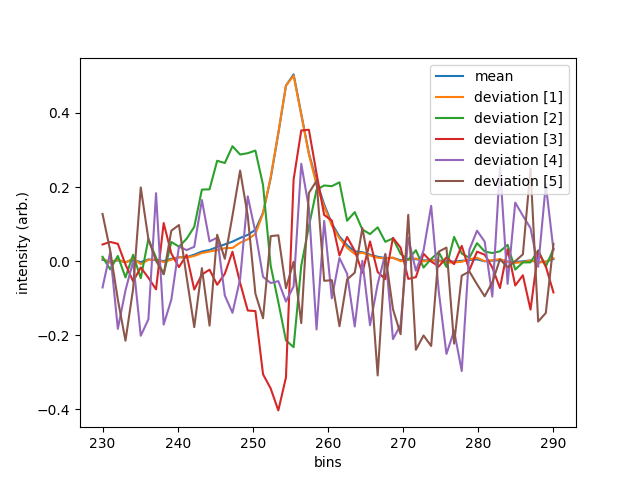 mean
deviation [1]
deviation [2]
deviation [3]
deviation [4]
deviation [5]
intensity (arb.)
0.4
0.2
0.0
−0.2
−0.4
230 240 250 260 270 280 290
bins